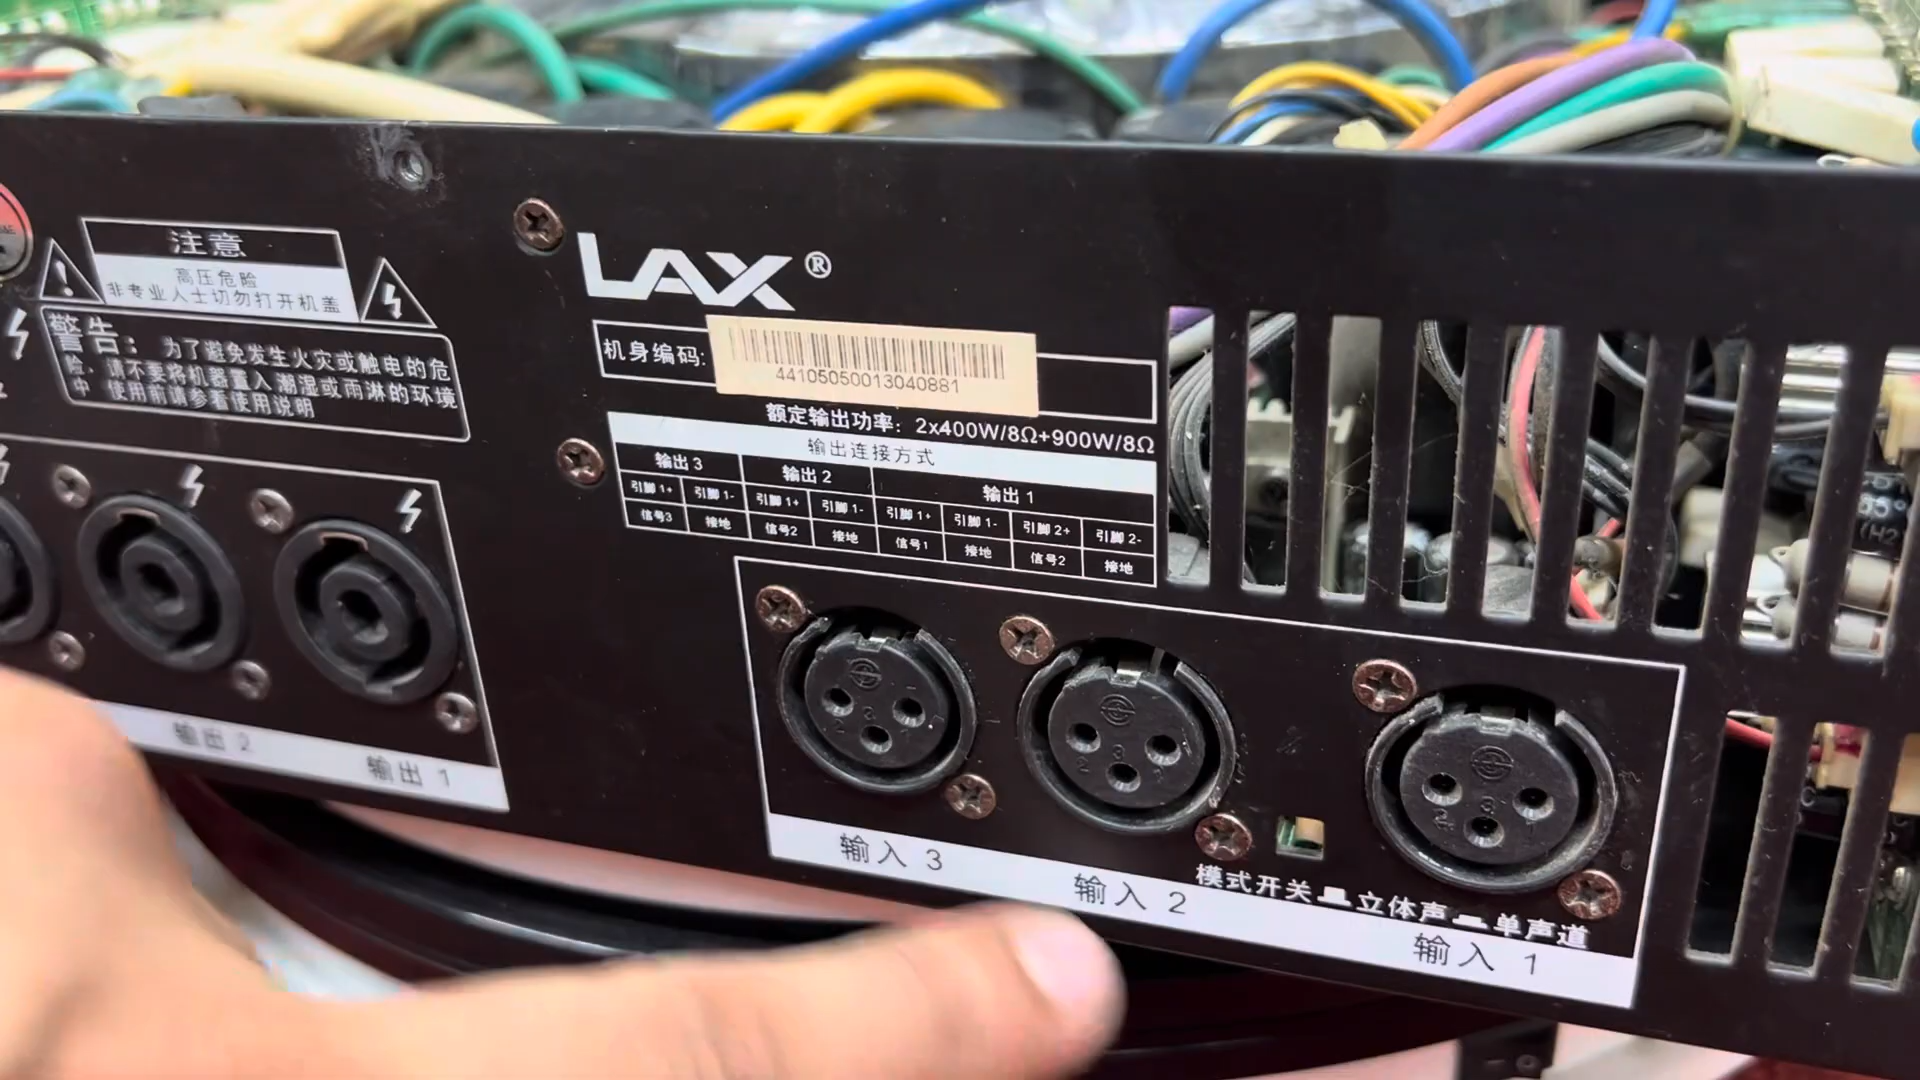 注意
高压危险
非专业人士切勿打开机盖
警告：为了避免发生火灾或触电的危
险，请不要将机器置入潮湿或雨淋的环境
中 使用前请参看使用说明
LAX®
机身编码:
44105050013040881
额定输出功率：2x400W/8Ω+900W/8Ω
输出连接方式
输出 3 输出 2 输出 1
引脚 1+ 引脚 1- 引脚 1+ 引脚 1- 引脚 1+ 引脚 1- 引脚 2+ 引脚 2-
信号3 接地 信号2 接地 信号1 接地 信号2 接地
输出 2
输出 1
输入 3
输入 2
模式开关 立体声 单声道
输入 1